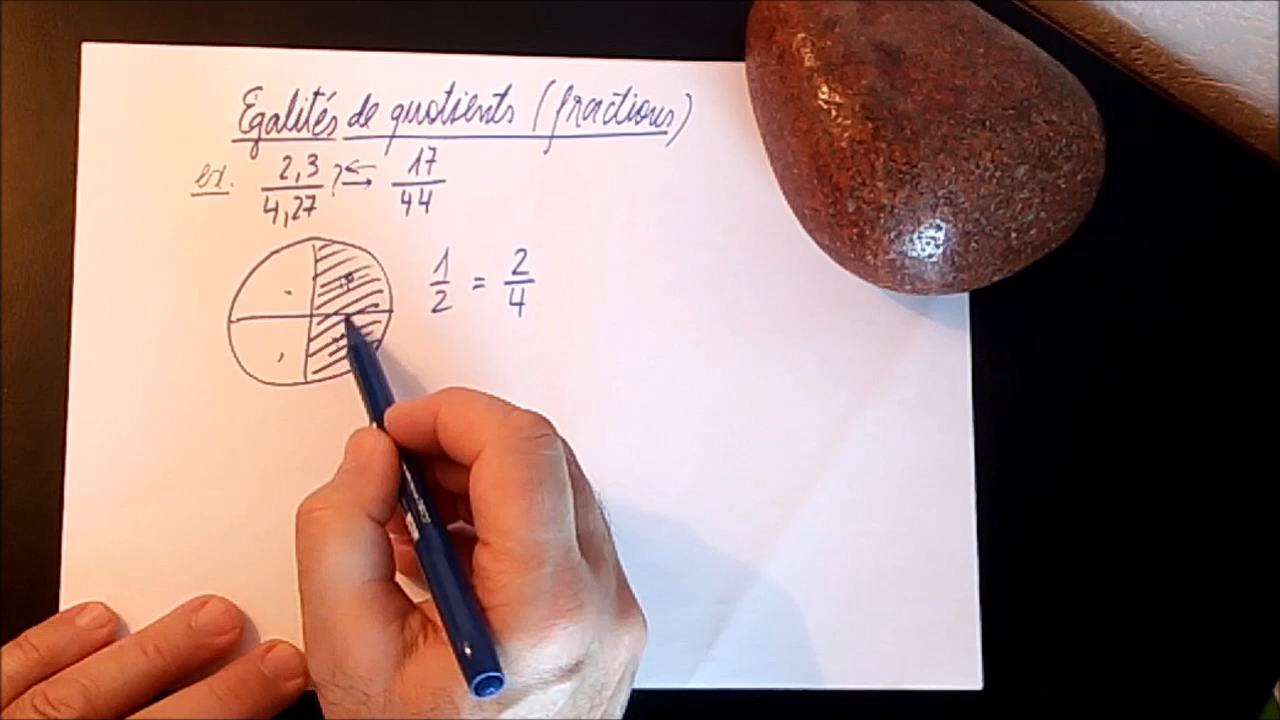 Egalités de quotients (fractions)
ex. 2,3/4,27 ?⇆ 17/44
1/2 = 2/4